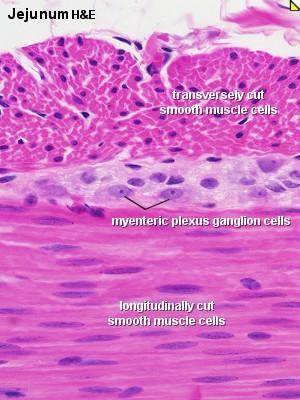 Jejunum H&E
transversely cut
smooth muscle cells
myenteric plexus ganglion cells
longitudinally cut
smooth muscle cells